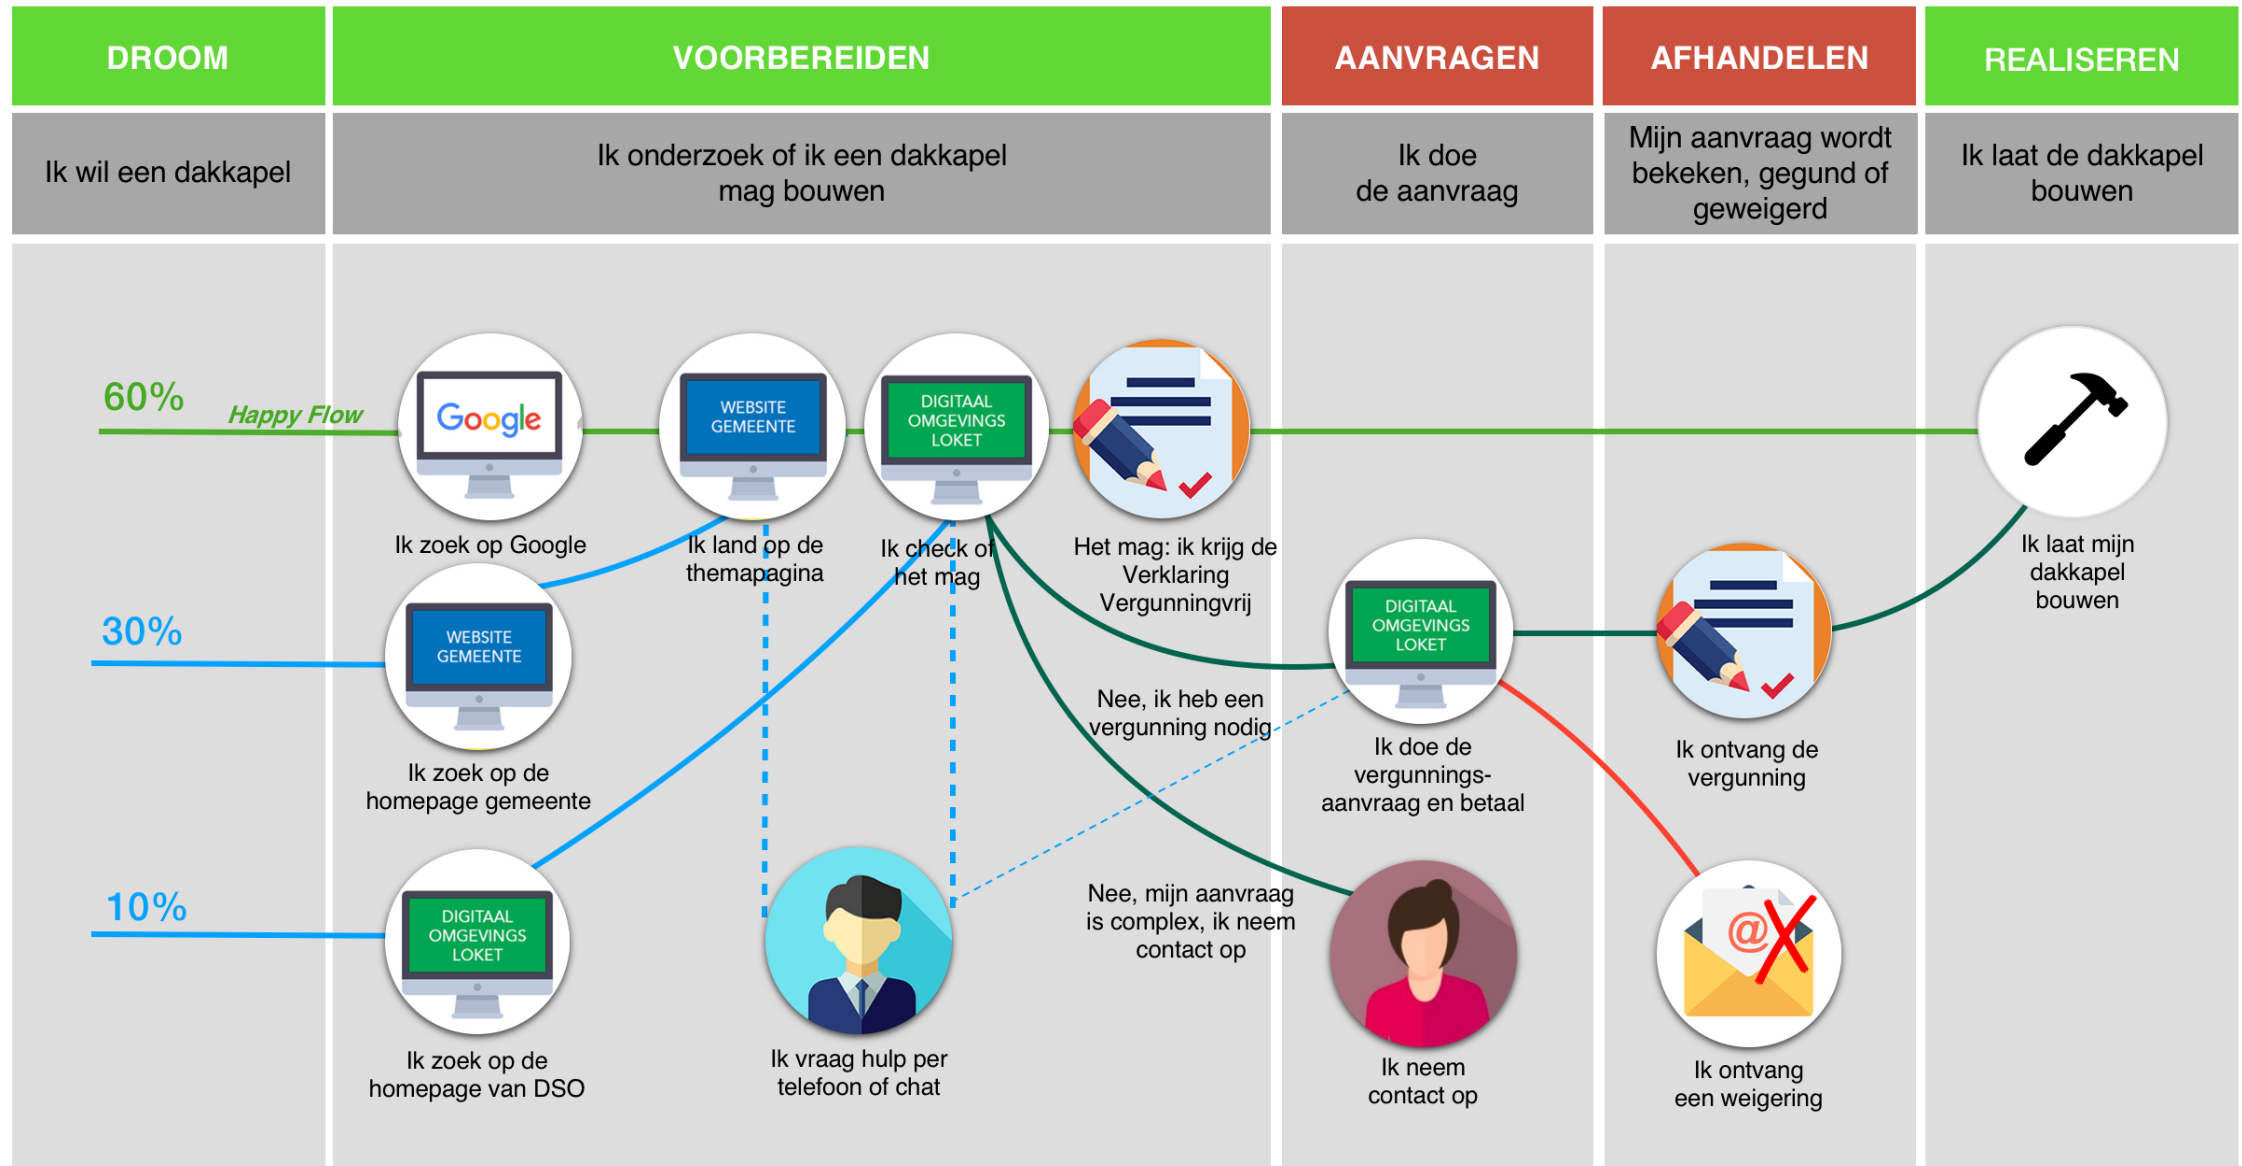 DROOM
VOORBEREIDEN
AANVRAGEN
AFHANDELEN
REALISEREN
Ik wil een dakkapel
Ik onderzoek of ik een dakkapel
mag bouwen
Ik doe
de aanvraag
Mijn aanvraag wordt
bekeken, gegund of
geweigerd
Ik laat de dakkapel
bouwen
60%
Happy Flow
Google
WEBSITE
GEMEENTE
DIGITAAL
OMGEVINGS
LOKET
Ik zoek op Google
Ik land op de
themapagina
Ik check of
het mag
Het mag: ik krijg de
Verklaring
Vergunningvrij
Ik laat mijn
dakkapel
bouwen
30%
WEBSITE
GEMEENTE
Ik zoek op de
homepage gemeente
Nee, ik heb een
vergunning nodig
DIGITAAL
OMGEVINGS
LOKET
Ik doe de
vergunnings-
aanvraag en betaal
Ik ontvang de
vergunning
10%
DIGITAAL
OMGEVINGS
LOKET
Ik zoek op de
homepage van DSO
Ik vraag hulp per
telefoon of chat
Nee, mijn aanvraag
is complex, ik neem
contact op
Ik neem
contact op
@
Ik ontvang
een weigering